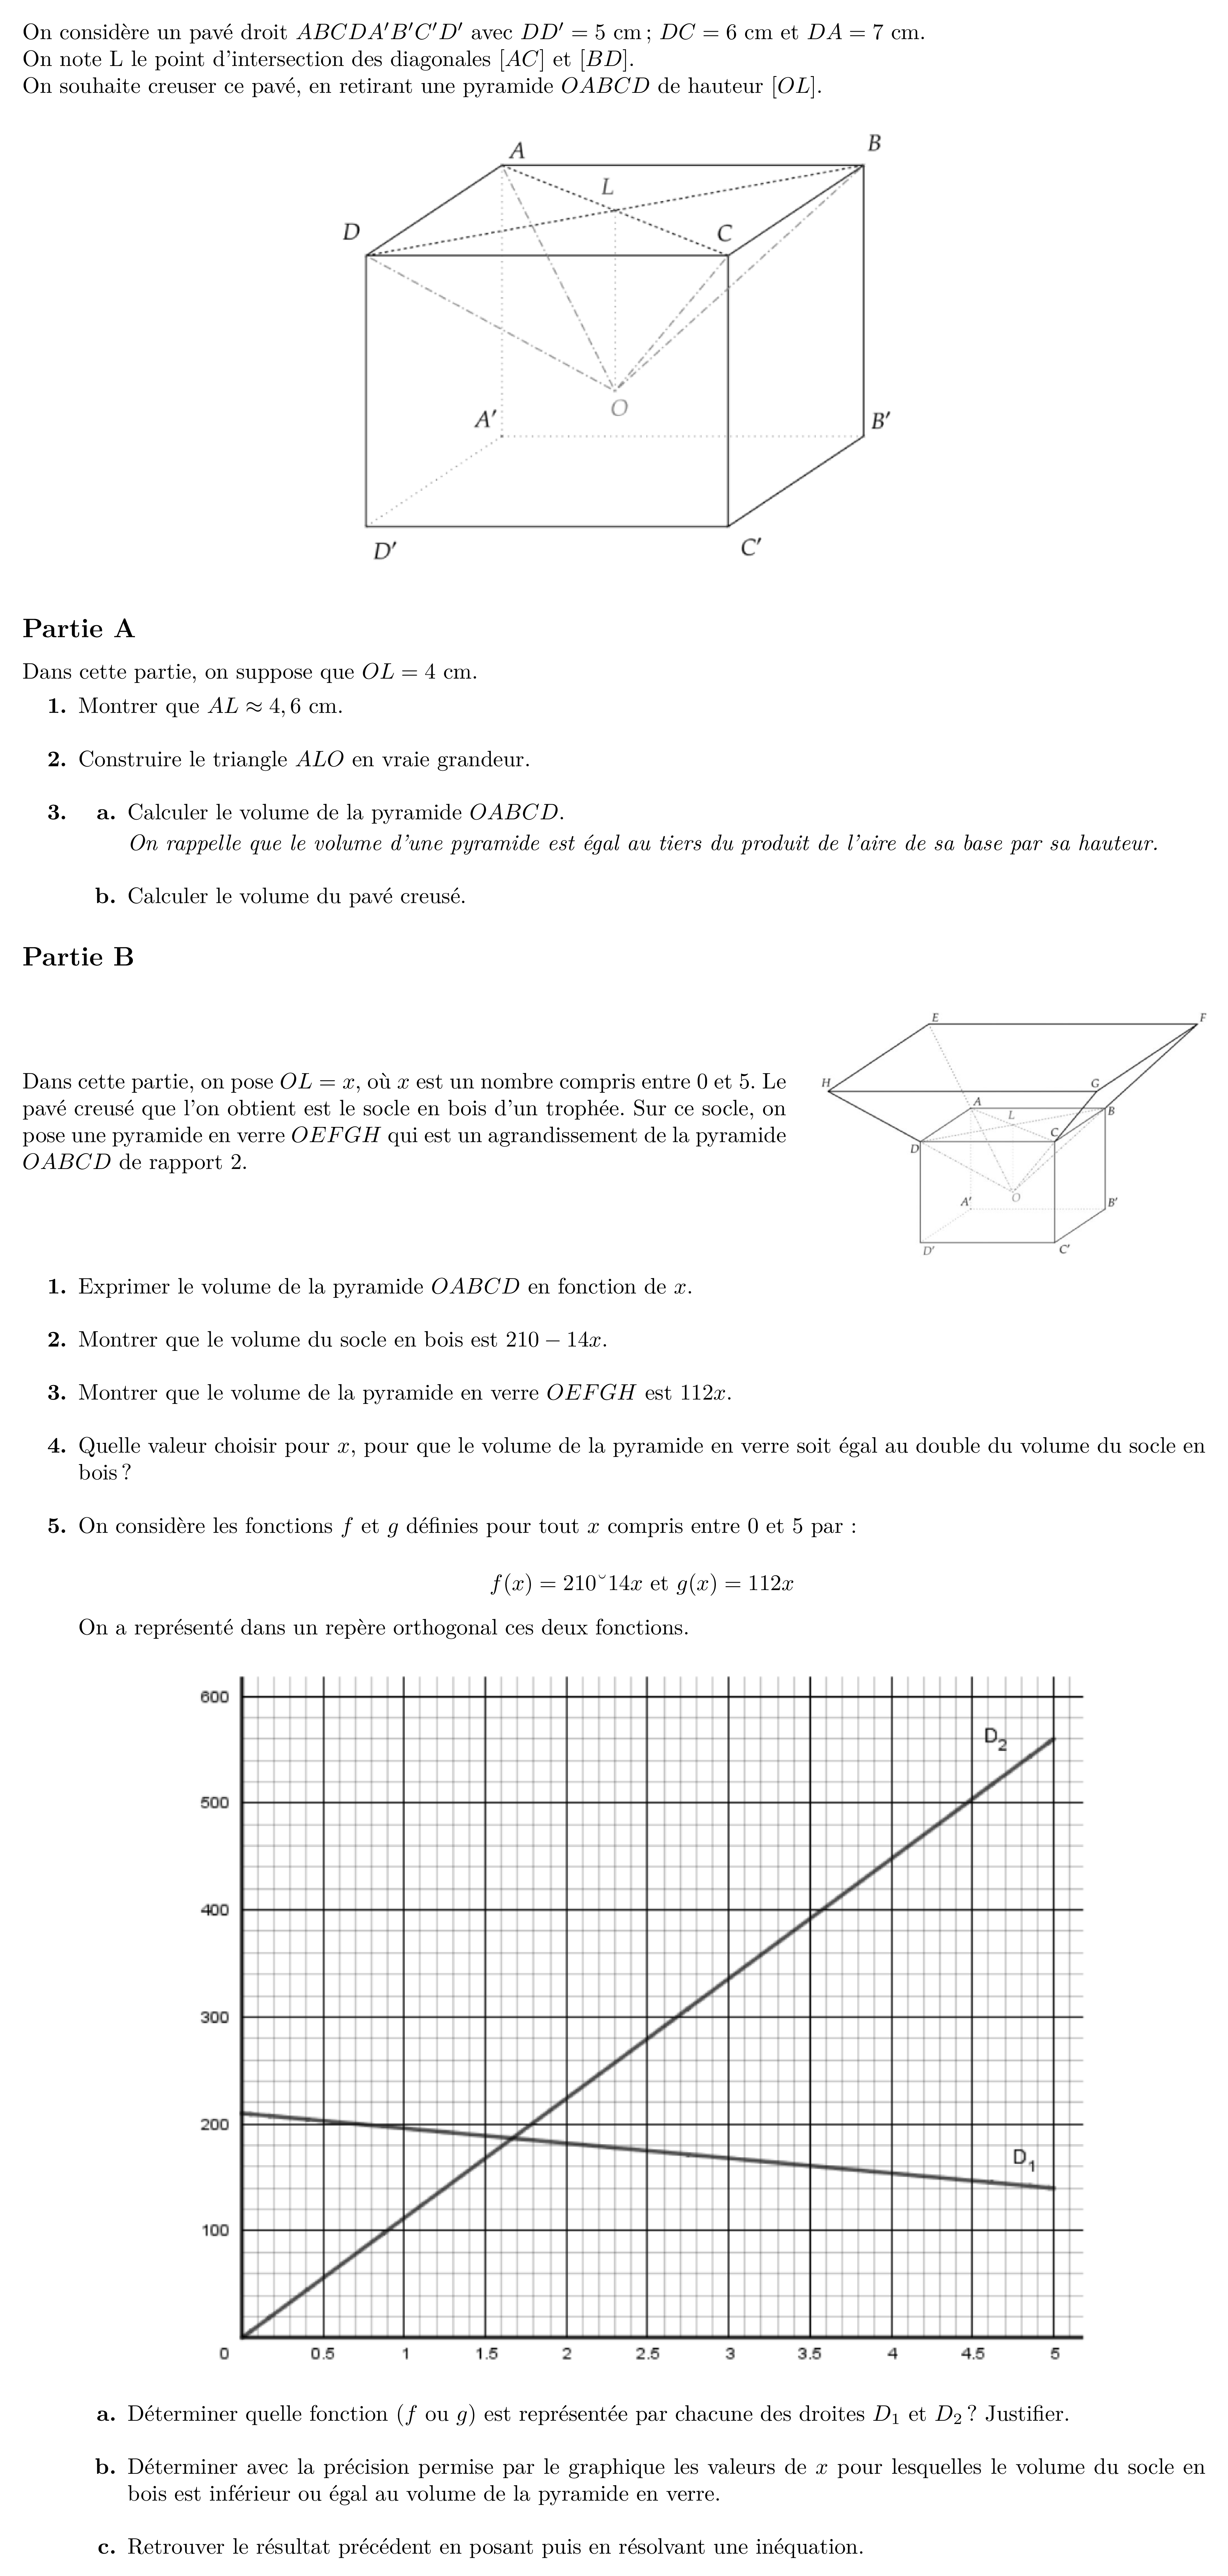 On considère un pavé droit ABCDA′B′C′D′ avec DD′ = 5 cm ; DC = 6 cm et DA = 7 cm.
On note L le point d'intersection des diagonales [AC] et [BD].
On souhaite creuser ce pavé, en retirant une pyramide OABCD de hauteur [OL].
A
B
L
D
C
A′
O
B′
D′
C′
Partie A
Dans cette partie, on suppose que OL = 4 cm.
1. Montrer que AL ≈ 4, 6 cm.
2. Construire le triangle ALO en vraie grandeur.
3. a. Calculer le volume de la pyramide OABCD.
On rappelle que le volume d'une pyramide est égal au tiers du produit de l'aire de sa base par sa hauteur.
b. Calculer le volume du pavé creusé.
Partie B
E
F
H
G
A
B
L
C
D
A′
O
B′
D′
C′
Dans cette partie, on pose OL = x, où x est un nombre compris entre 0 et 5. Le
pavé creusé que l'on obtient est le socle en bois d'un trophée. Sur ce socle, on
pose une pyramide en verre OEFGH qui est un agrandissement de la pyramide
OABCD de rapport 2.
1. Exprimer le volume de la pyramide OABCD en fonction de x.
2. Montrer que le volume du socle en bois est 210 − 14x.
3. Montrer que le volume de la pyramide en verre OEFGH est 112x.
4. Quelle valeur choisir pour x, pour que le volume de la pyramide en verre soit égal au double du volume du socle en
bois ?
5. On considère les fonctions f et g définies pour tout x compris entre 0 et 5 par :
f(x) = 210˘14x et g(x) = 112x
On a représenté dans un repère orthogonal ces deux fonctions.
600
D₂
500
400
300
200
D₁
100
0 0.5 1 1.5 2 2.5 3 3.5 4 4.5 5
a. Déterminer quelle fonction (f ou g) est représentée par chacune des droites D₁ et D₂ ? Justifier.
b. Déterminer avec la précision permise par le graphique les valeurs de x pour lesquelles le volume du socle en
bois est inférieur ou égal au volume de la pyramide en verre.
c. Retrouver le résultat précédent en posant puis en résolvant une inéquation.